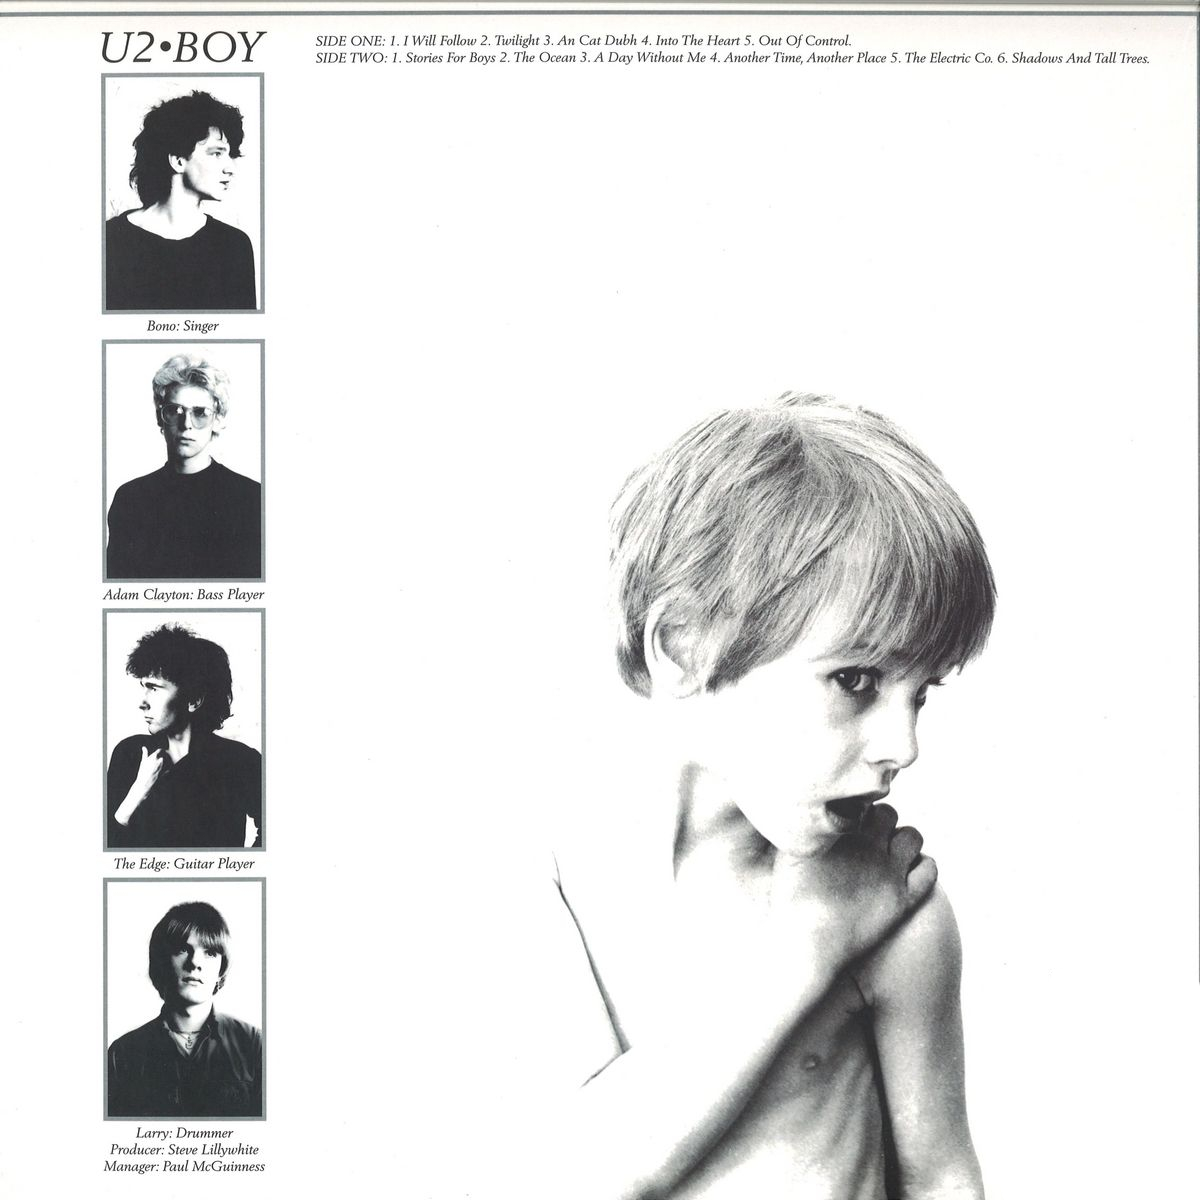 U2•BOY
SIDE ONE: 1. I Will Follow 2. Twilight 3. An Cat Dubh 4. Into The Heart 5. Out Of Control.
SIDE TWO: 1. Stories For Boys 2. The Ocean 3. A Day Without Me 4. Another Time, Another Place 5. The Electric Co. 6. Shadows And Tall Trees.
Bono: Singer
Adam Clayton: Bass Player
The Edge: Guitar Player
Larry: Drummer
Producer: Steve Lillywhite
Manager: Paul McGuinness